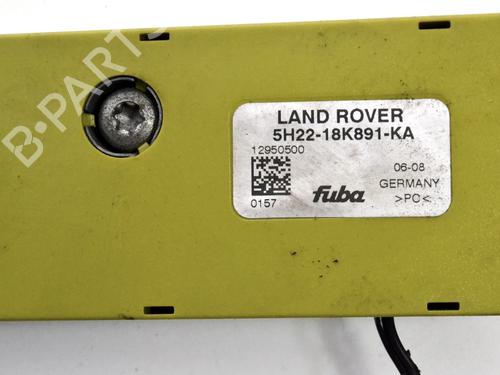 B-PARTS
LAND ROVER
5H22-18K891-KA
12950500
06-08
GERMANY
0157
fuba
>PC<